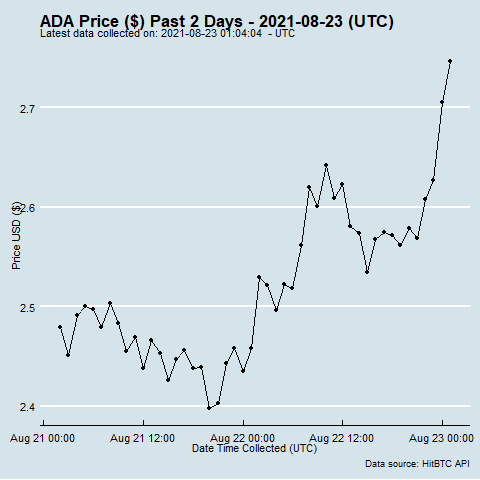 ADA Price ($) Past 2 Days - 2021-08-23 (UTC)
Latest data collected on: 2021-08-23 01:04:04 - UTC
2.7
2.6
2.5
2.4
Price USD ($)
Aug 21 00:00 Aug 21 12:00 Aug 22 00:00 Aug 22 12:00 Aug 23 00:00
Date Time Collected (UTC)
Data source: HitBTC API